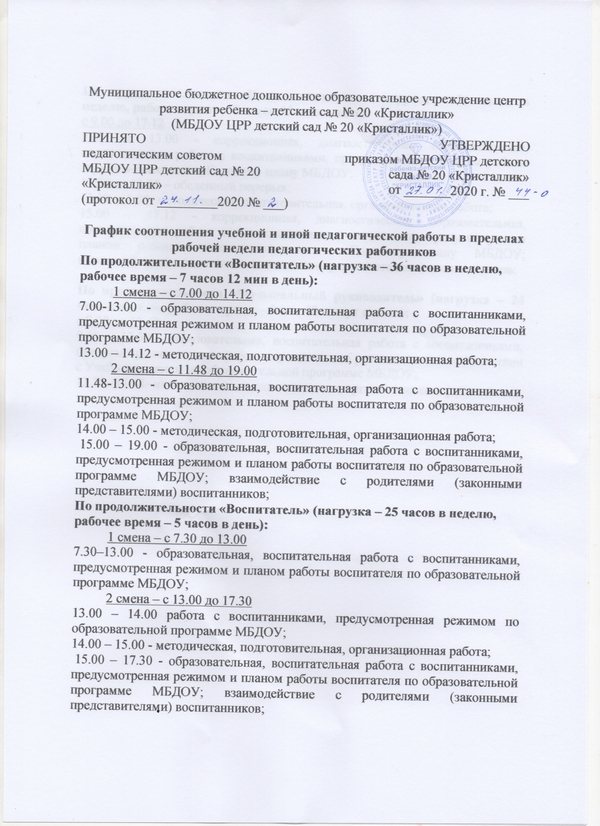 Муниципальное бюджетное дошкольное образовательное учреждение центр
развития ребенка – детский сад № 20 «Кристаллик»
(МБДОУ ЦРР детский сад № 20 «Кристаллик»)
ПРИНЯТО УТВЕРЖДЕНО
педагогическим советом приказом МБДОУ ЦРР детского
МБДОУ ЦРР детский сад № 20 сада № 20 «Кристаллик»
«Кристаллик» от 27.01. 2020 г. № 44-о
(протокол от 24.11. 2020 № 2 )
График соотношения учебной и иной педагогической работы в пределах
рабочей недели педагогических работников
По продолжительности «Воспитатель» (нагрузка – 36 часов в неделю,
рабочее время – 7 часов 12 мин в день):
1 смена – с 7.00 до 14.12
7.00-13.00 - образовательная, воспитательная работа с воспитанниками,
предусмотренная режимом и планом работы воспитателя по образовательной
программе МБДОУ;
13.00 – 14.12 - методическая, подготовительная, организационная работа;
2 смена – с 11.48 до 19.00
11.48-13.00 - образовательная, воспитательная работа с воспитанниками,
предусмотренная режимом и планом работы воспитателя по образовательной
программе МБДОУ;
14.00 – 15.00 - методическая, подготовительная, организационная работа;
15.00 – 19.00 - образовательная, воспитательная работа с воспитанниками,
предусмотренная режимом и планом работы воспитателя по образовательной
программе МБДОУ; взаимодействие с родителями (законными
представителями) воспитанников;
По продолжительности «Воспитатель» (нагрузка – 25 часов в неделю,
рабочее время – 5 часов в день):
1 смена – с 7.30 до 13.00
7.30–13.00 - образовательная, воспитательная работа с воспитанниками,
предусмотренная режимом и планом работы воспитателя по образовательной
программе МБДОУ;
2 смена – с 13.00 до 17.30
13.00 – 14.00 работа с воспитанниками, предусмотренная режимом по
образовательной программе МБДОУ;
14.00 – 15.00 - методическая, подготовительная, организационная работа;
15.00 – 17.30 - образовательная, воспитательная работа с воспитанниками,
предусмотренная режимом и планом работы воспитателя по образовательной
программе МБДОУ; взаимодействие с родителями (законными
представителями) воспитанников;